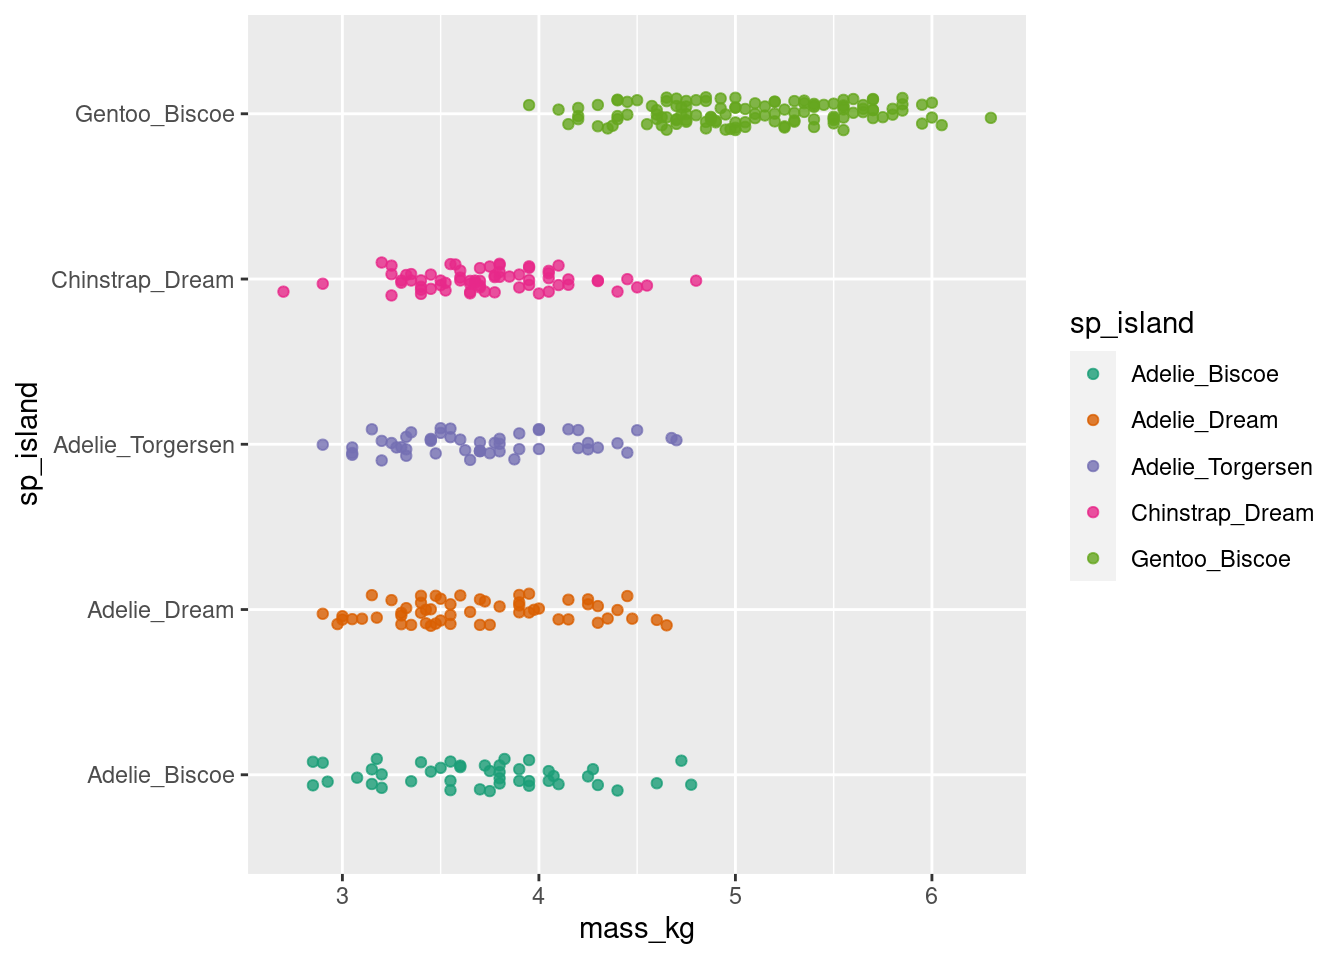 Gentoo_Biscoe
Chinstrap_Dream
Adelie_Torgersen
Adelie_Dream
Adelie_Biscoe
sp_island
3 4 5 6
mass_kg
sp_island
Adelie_Biscoe
Adelie_Dream
Adelie_Torgersen
Chinstrap_Dream
Gentoo_Biscoe